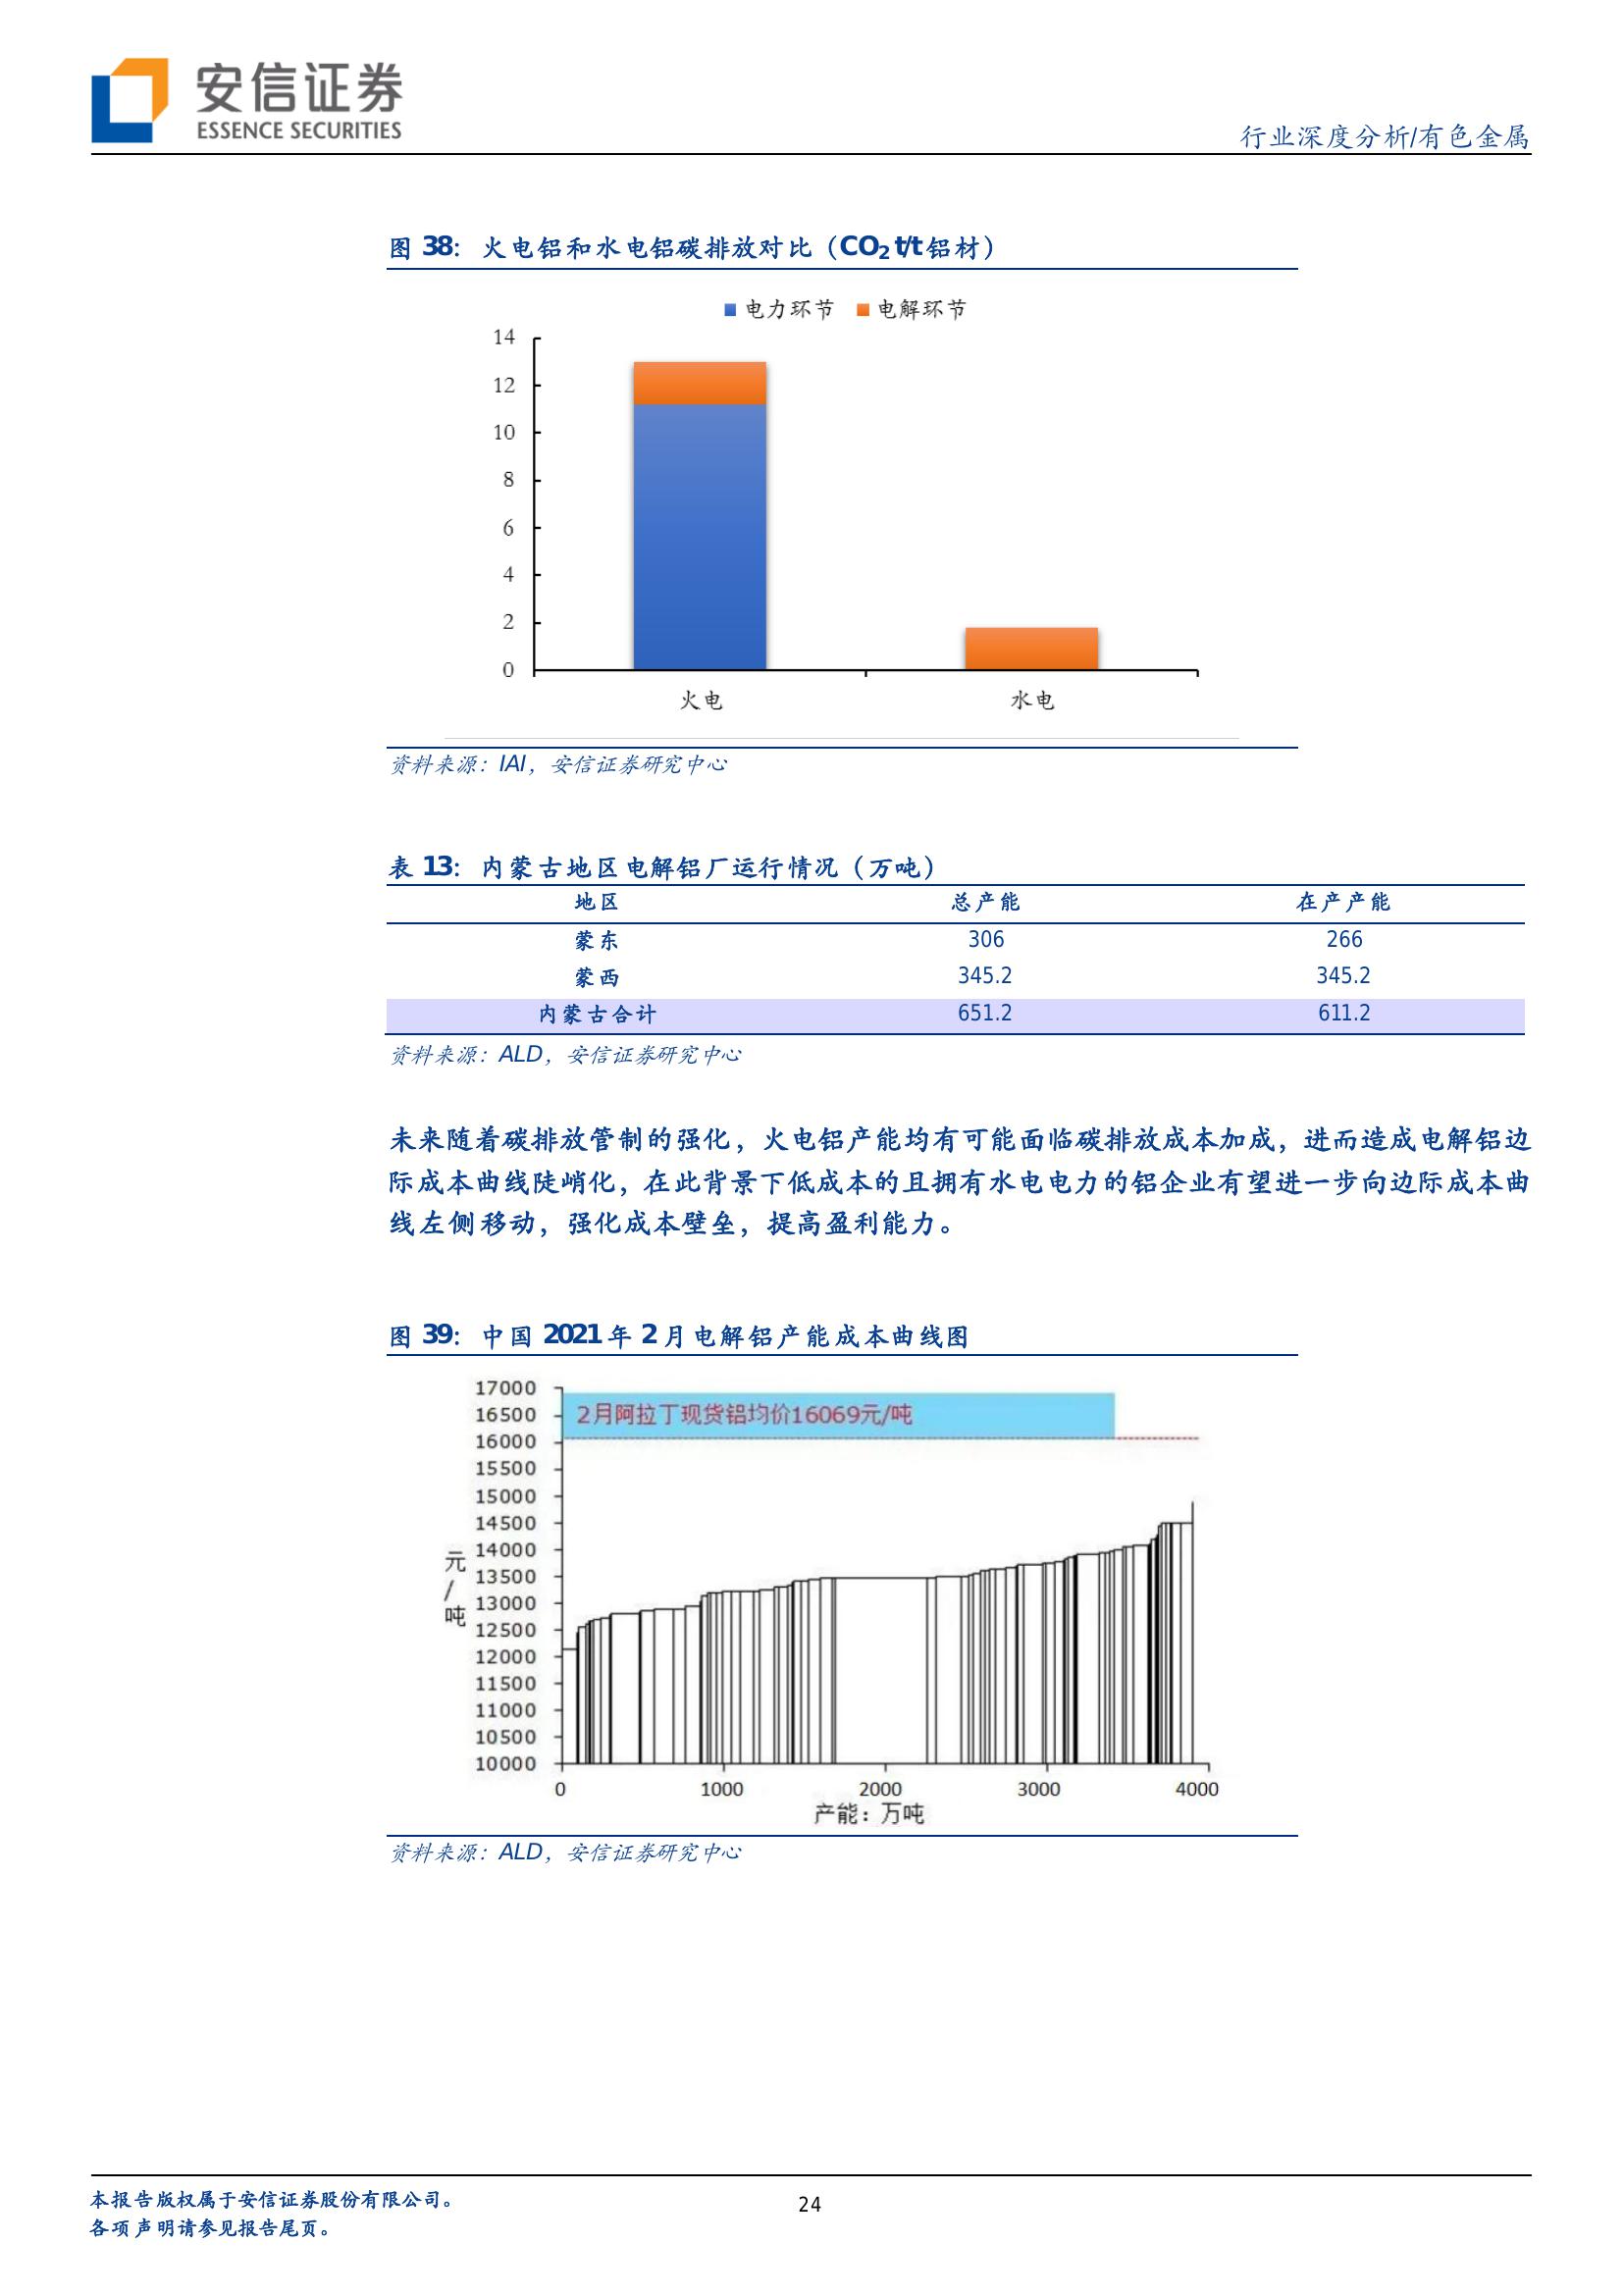 安信证券
ESSENCE SECURITIES
行业深度分析/有色金属
图 38: 火电铝和水电铝碳排放对比（CO₂ t/t 铝材）
电力环节 电解环节
14
12
10
8
6
4
2
0
火电 水电
资料来源：IAI，安信证券研究中心
表 13: 内蒙古地区电解铝厂运行情况（万吨）
地区 总产能 在产产能
蒙东 306 266
蒙西 345.2 345.2
内蒙古合计 651.2 611.2
资料来源：ALD，安信证券研究中心
未来随着碳排放管制的强化，火电铝产能均有可能面临碳排放成本加成，进而造成电解铝边
际成本曲线陡峭化，在此背景下低成本的且拥有水电电力的铝企业有望进一步向边际成本曲
线左侧移动，强化成本壁垒，提高盈利能力。
图 39: 中国 2021 年 2 月电解铝产能成本曲线图
2月阿拉丁现货铝均价16069元/吨
17000
16500
16000
15500
15000
14500
14000
13500
13000
12500
12000
11500
11000
10500
10000
元/吨
0 1000 2000 3000 4000
产能：万吨
资料来源：ALD，安信证券研究中心
本报告版权属于安信证券股份有限公司。
各项声明请参见报告尾页。
24